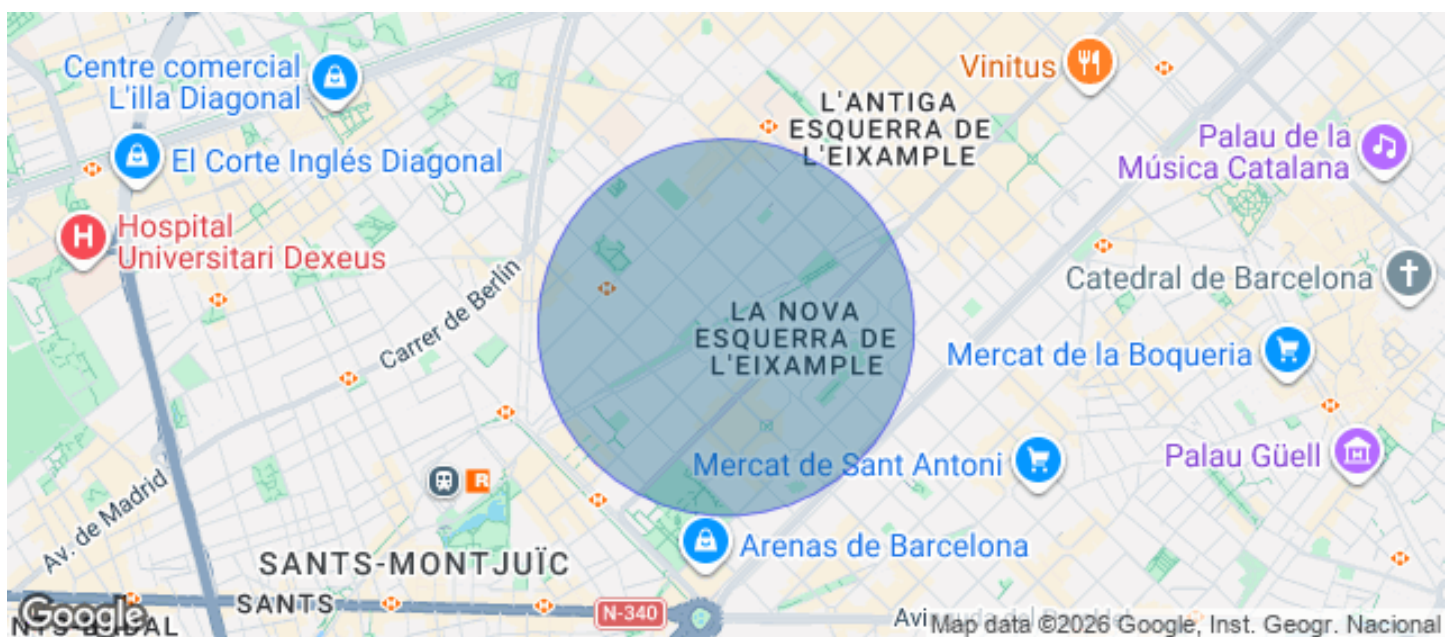 Centre comercial
L'illa Diagonal
El Corte Inglés Diagonal
Hospital
Universitari Dexeus
Carrer de Berlín
Av. de Madrid
Vinitus
L'ANTIGA
ESQUERRA DE
L'EIXAMPLE
Palau de la
Música Catalana
Catedral de Barcelona
LA NOVA
ESQUERRA DE
L'EIXAMPLE
Mercat de la Boqueria
Mercat de Sant Antoni
Palau Güell
R
Arenas de Barcelona
SANTS-MONTJUÏC
SANTS
N-340
Google
Map data ©2026 Google, Inst. Geogr. Nacional